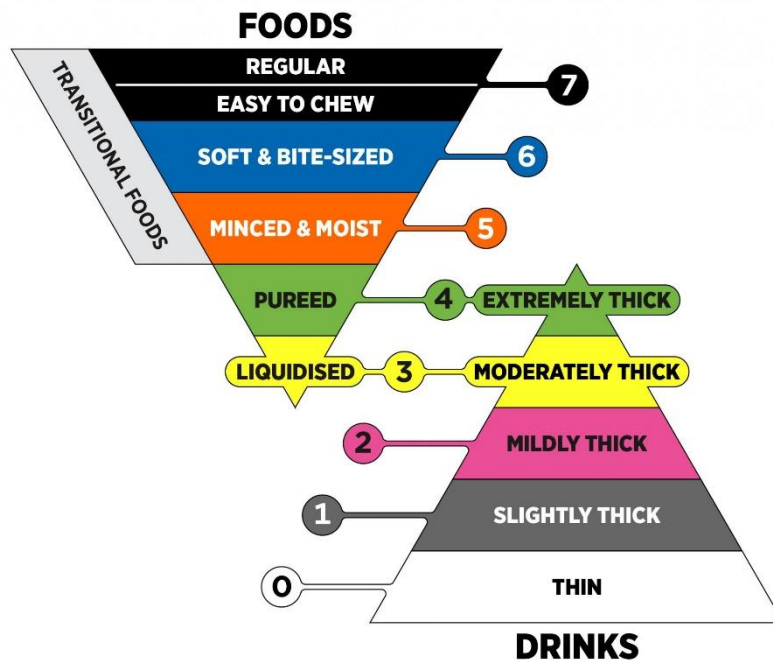 FOODS
TRANSITIONAL FOODS
REGULAR
EASY TO CHEW
7
SOFT & BITE-SIZED
6
MINCED & MOIST
5
PUREED
4
EXTREMELY THICK
LIQUIDISED
3
MODERATELY THICK
2
MILDLY THICK
1
SLIGHTLY THICK
0
THIN
DRINKS